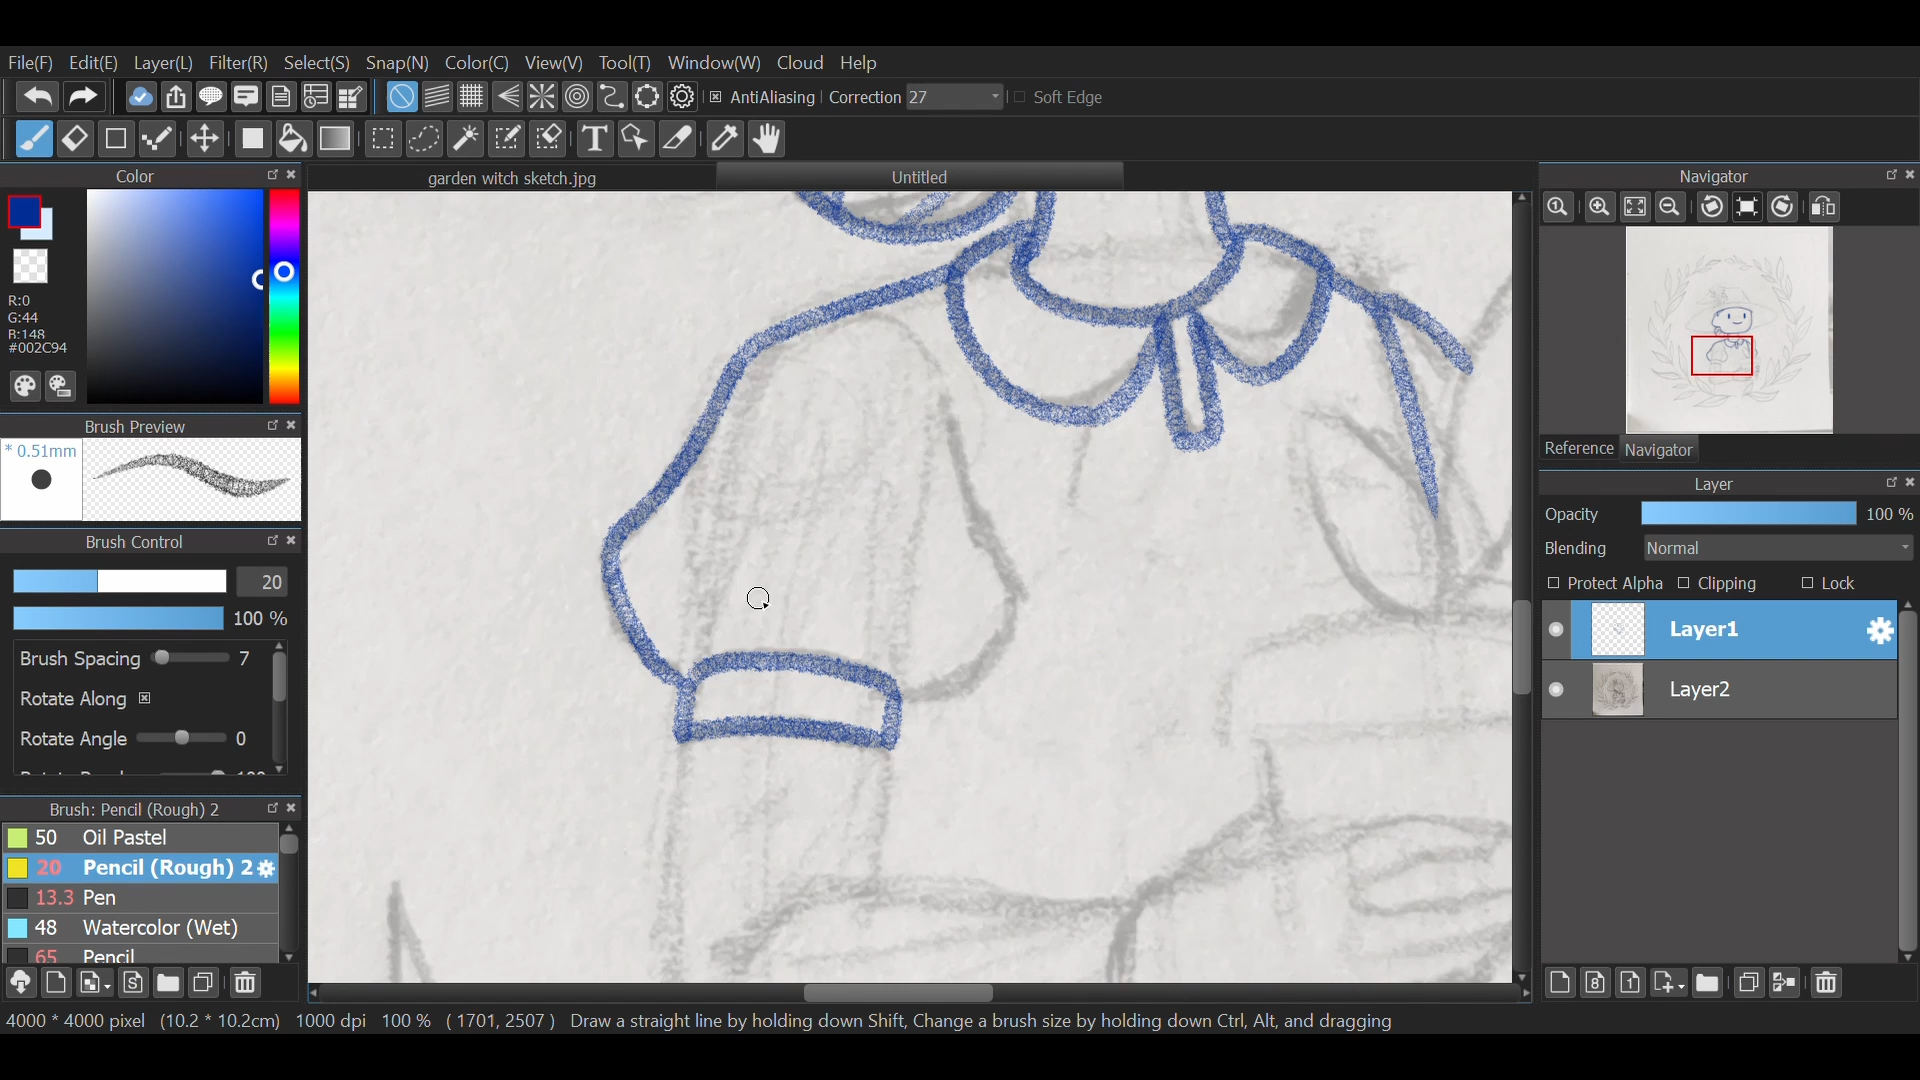 File(F) Edit(E) Layer(L) Filter(R) Select(S) Snap(N) Color(C) View(V) Tool(T) Window(W) Cloud Help
AntiAliasing Correction 27 Soft Edge
T
Color
garden witch sketch.jpg
Untitled
Navigator
R:0
G:44
B:148
#002C94
Brush Preview
* 0.51mm
Reference Navigator
Layer
Opacity 100 %
Blending Normal
Protect Alpha Clipping Lock
Layer1
Layer2
Brush Control
20
100 %
Brush Spacing 7
Rotate Along
Rotate Angle 0
Brush: Pencil (Rough) 2
50 Oil Pastel
20 Pencil (Rough) 2
13.3 Pen
48 Watercolor (Wet)
65 Pencil
S
8 1
4000 * 4000 pixel (10.2 * 10.2cm) 1000 dpi 100 % ( 1701, 2507 ) Draw a straight line by holding down Shift, Change a brush size by holding down Ctrl, Alt, and dragging